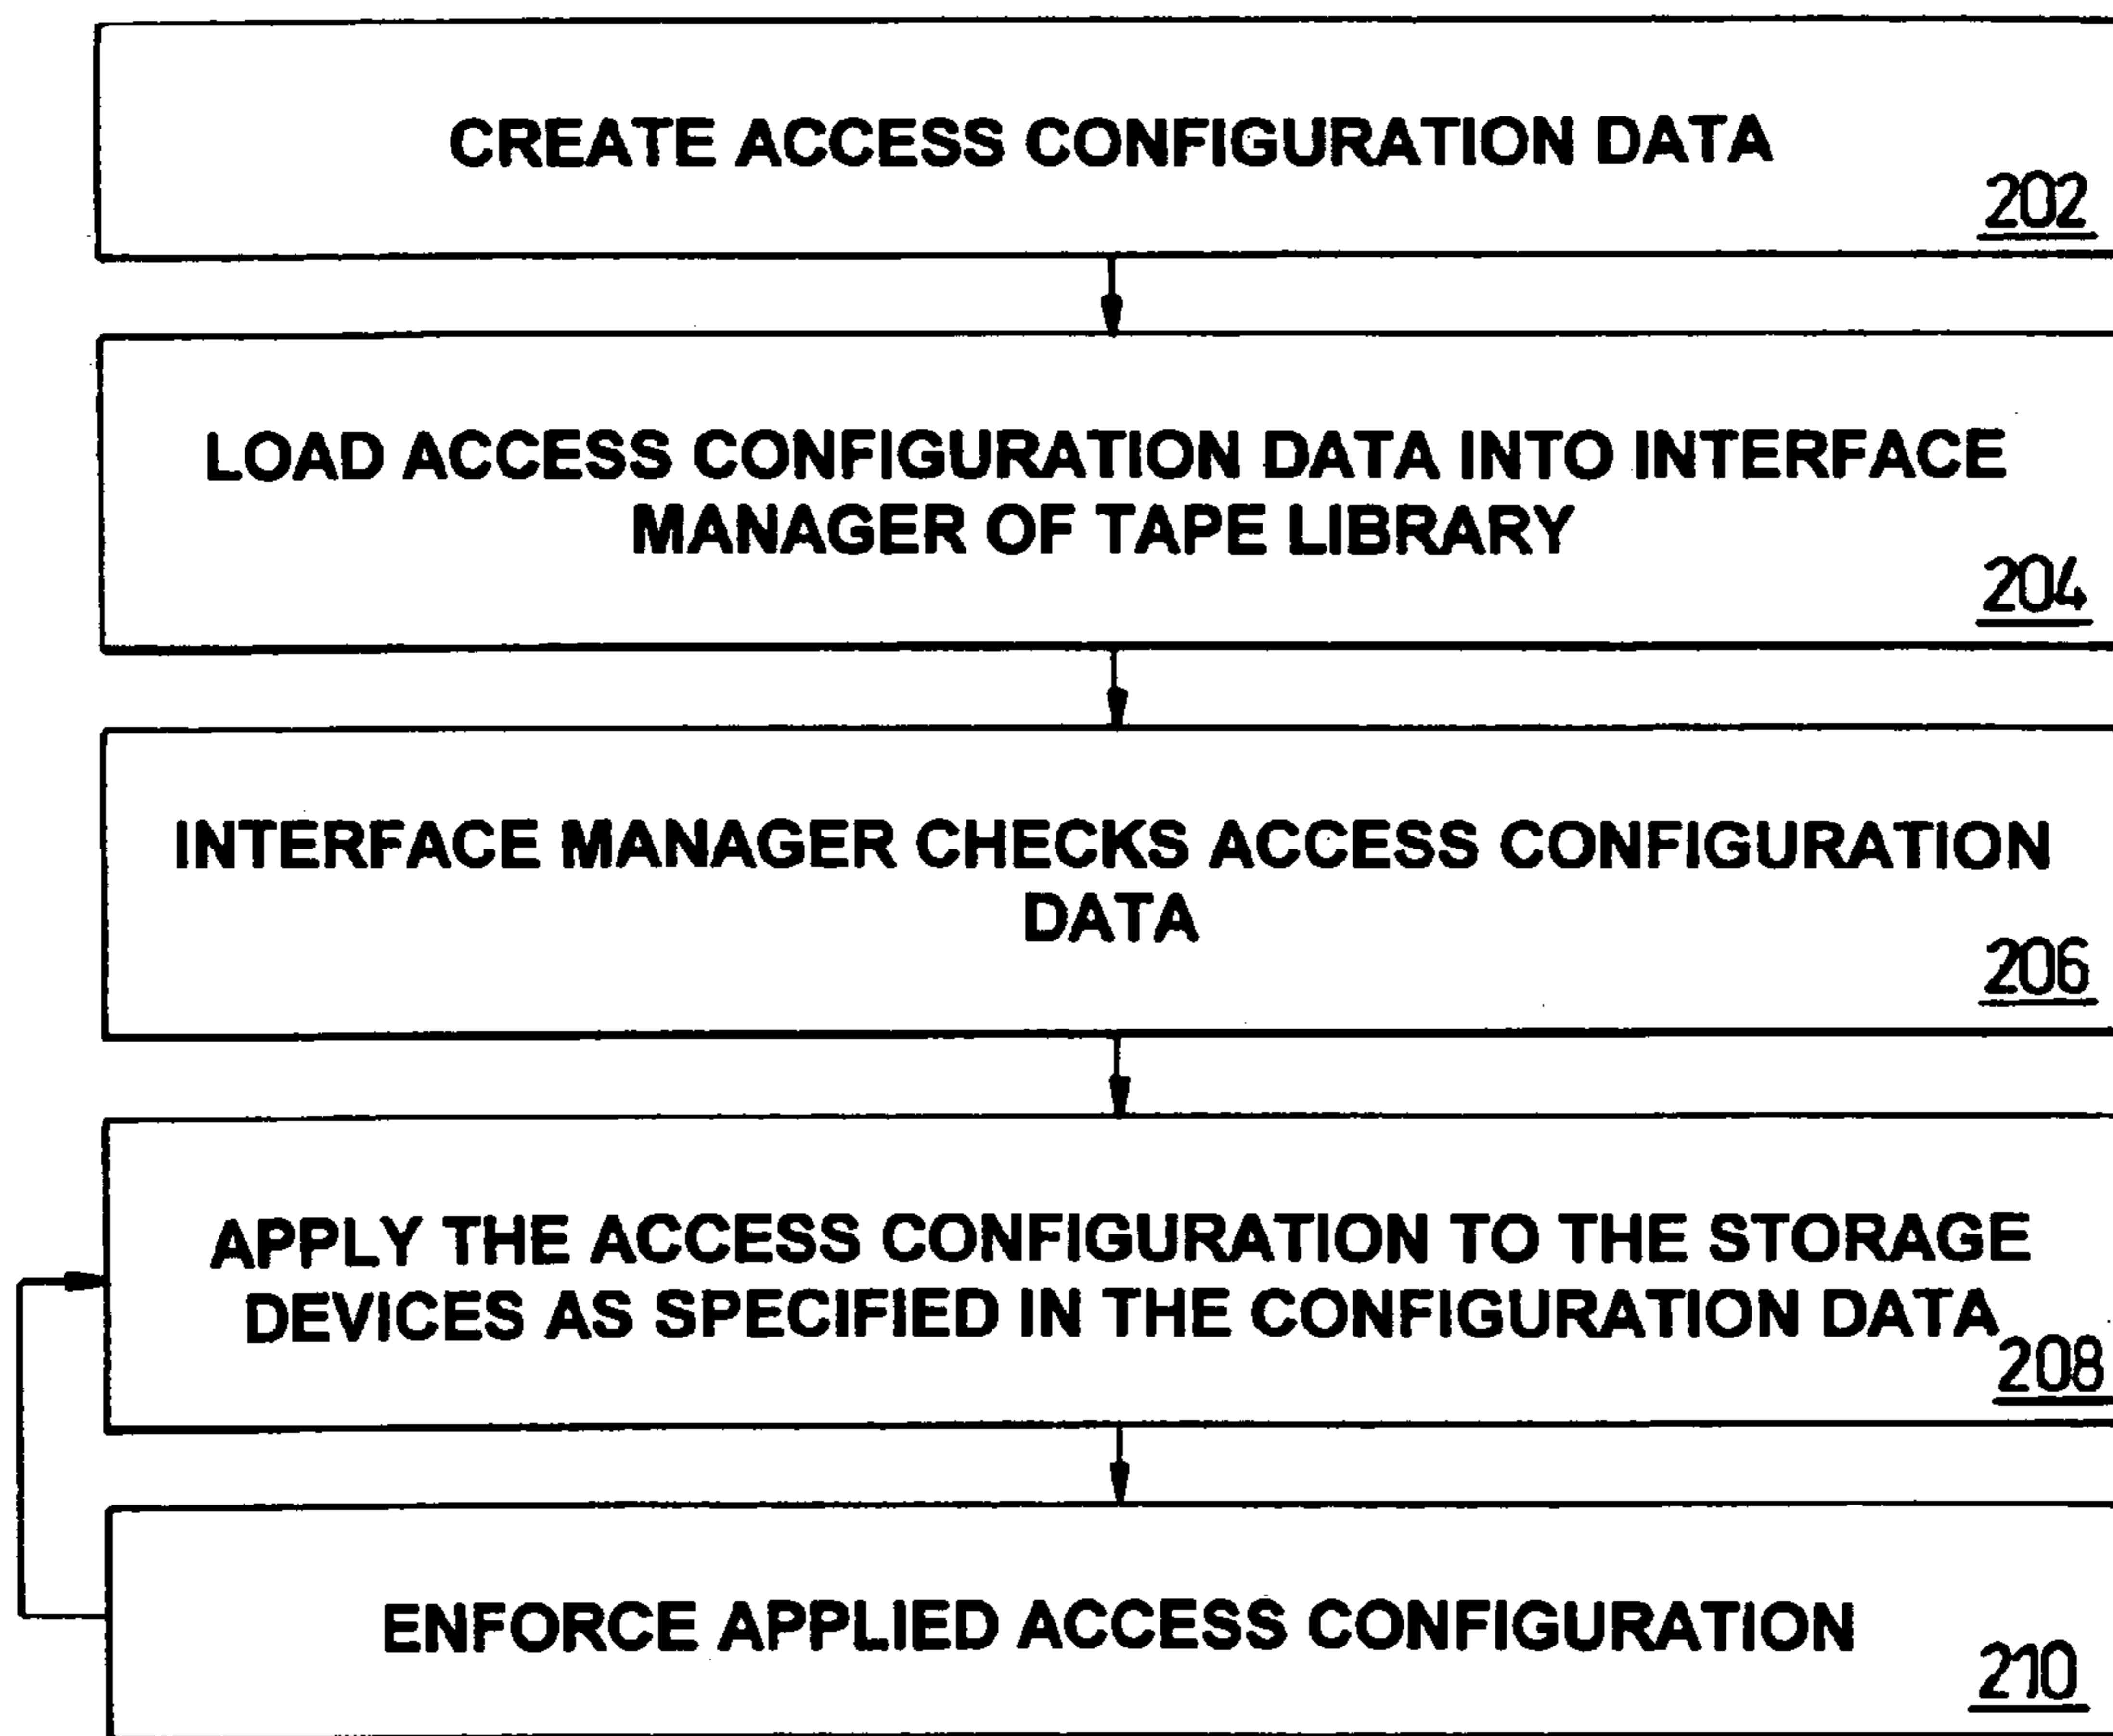 CREATE ACCESS CONFIGURATION DATA
202
LOAD ACCESS CONFIGURATION DATA INTO INTERFACE
MANAGER OF TAPE LIBRARY
204
INTERFACE MANAGER CHECKS ACCESS CONFIGURATION
DATA
206
APPLY THE ACCESS CONFIGURATION TO THE STORAGE
DEVICES AS SPECIFIED IN THE CONFIGURATION DATA
208
ENFORCE APPLIED ACCESS CONFIGURATION
210